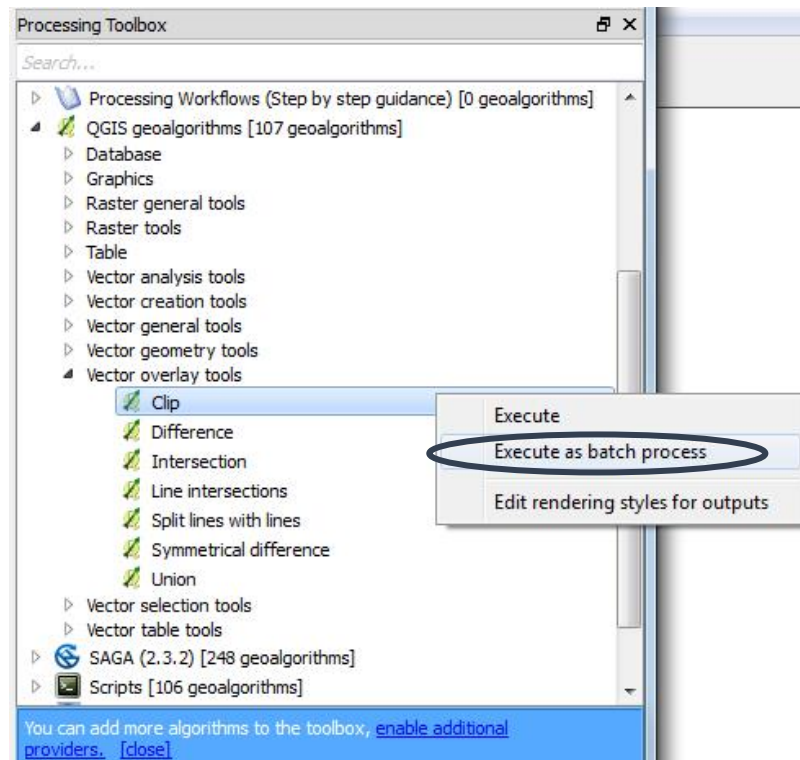 Processing Toolbox
Search...
Processing Workflows (Step by step guidance) [0 geoalgorithms]
QGIS geoalgorithms [107 geoalgorithms]
Database
Graphics
Raster general tools
Raster tools
Table
Vector analysis tools
Vector creation tools
Vector general tools
Vector geometry tools
Vector overlay tools
Clip
Difference
Intersection
Line intersections
Split lines with lines
Symmetrical difference
Union
Vector selection tools
Vector table tools
SAGA (2.3.2) [248 geoalgorithms]
Scripts [106 geoalgorithms]
You can add more algorithms to the toolbox, enable additional
providers. [close]
Execute
Execute as batch process
Edit rendering styles for outputs